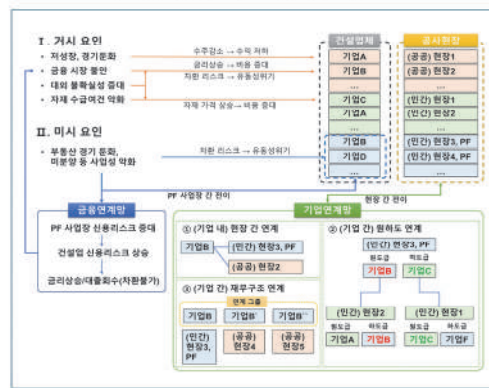 Ⅰ. 거시 요인
• 저성장, 경기둔화
• 금융 시장 불안
• 대외 불확실성 증대
• 자재 수급여건 악화
수주감소 → 수익 저하
금리상승 → 비용 증대
차환 리스크 → 유동성위기
자재 가격 상승 → 비용 증대
Ⅱ. 미시 요인
• 부동산 경기 둔화,
미분양 등 사업성 악화
차환 리스크 → 유동성위기
건설업체
기업A
기업B
...
기업C
기업A
...
기업B
기업D
...
공사현장
(공공) 현장1
(공공) 현장2
...
(민간) 현장1
(민간) 현장2
...
(민간) 현장3, PF
(민간) 현장4, PF
...
PF 사업장 간 전이
현장 간 전이
금융연계망
PF 사업장 신용리스크 증대
건설업 신용리스크 상승
금리상승/대출회수(차환불가)
기업연계망
① (기업 내) 현장 간 연계
기업B
(민간) 현장3, PF
(공공) 현장2
③ (기업 간) 재무구조 연계
연계 그룹
기업B
기업B'
기업B''
(민간)
현장3,
PF
(공공)
현장4
(공공)
현장5
② (기업 간) 원하도 연계
(민간) 현장3, PF
원도급
하도급
기업B
기업C
(민간) 현장2
(민간) 현장1
원도급
하도급
원도급
하도급
기업A
기업B
기업C
기업F